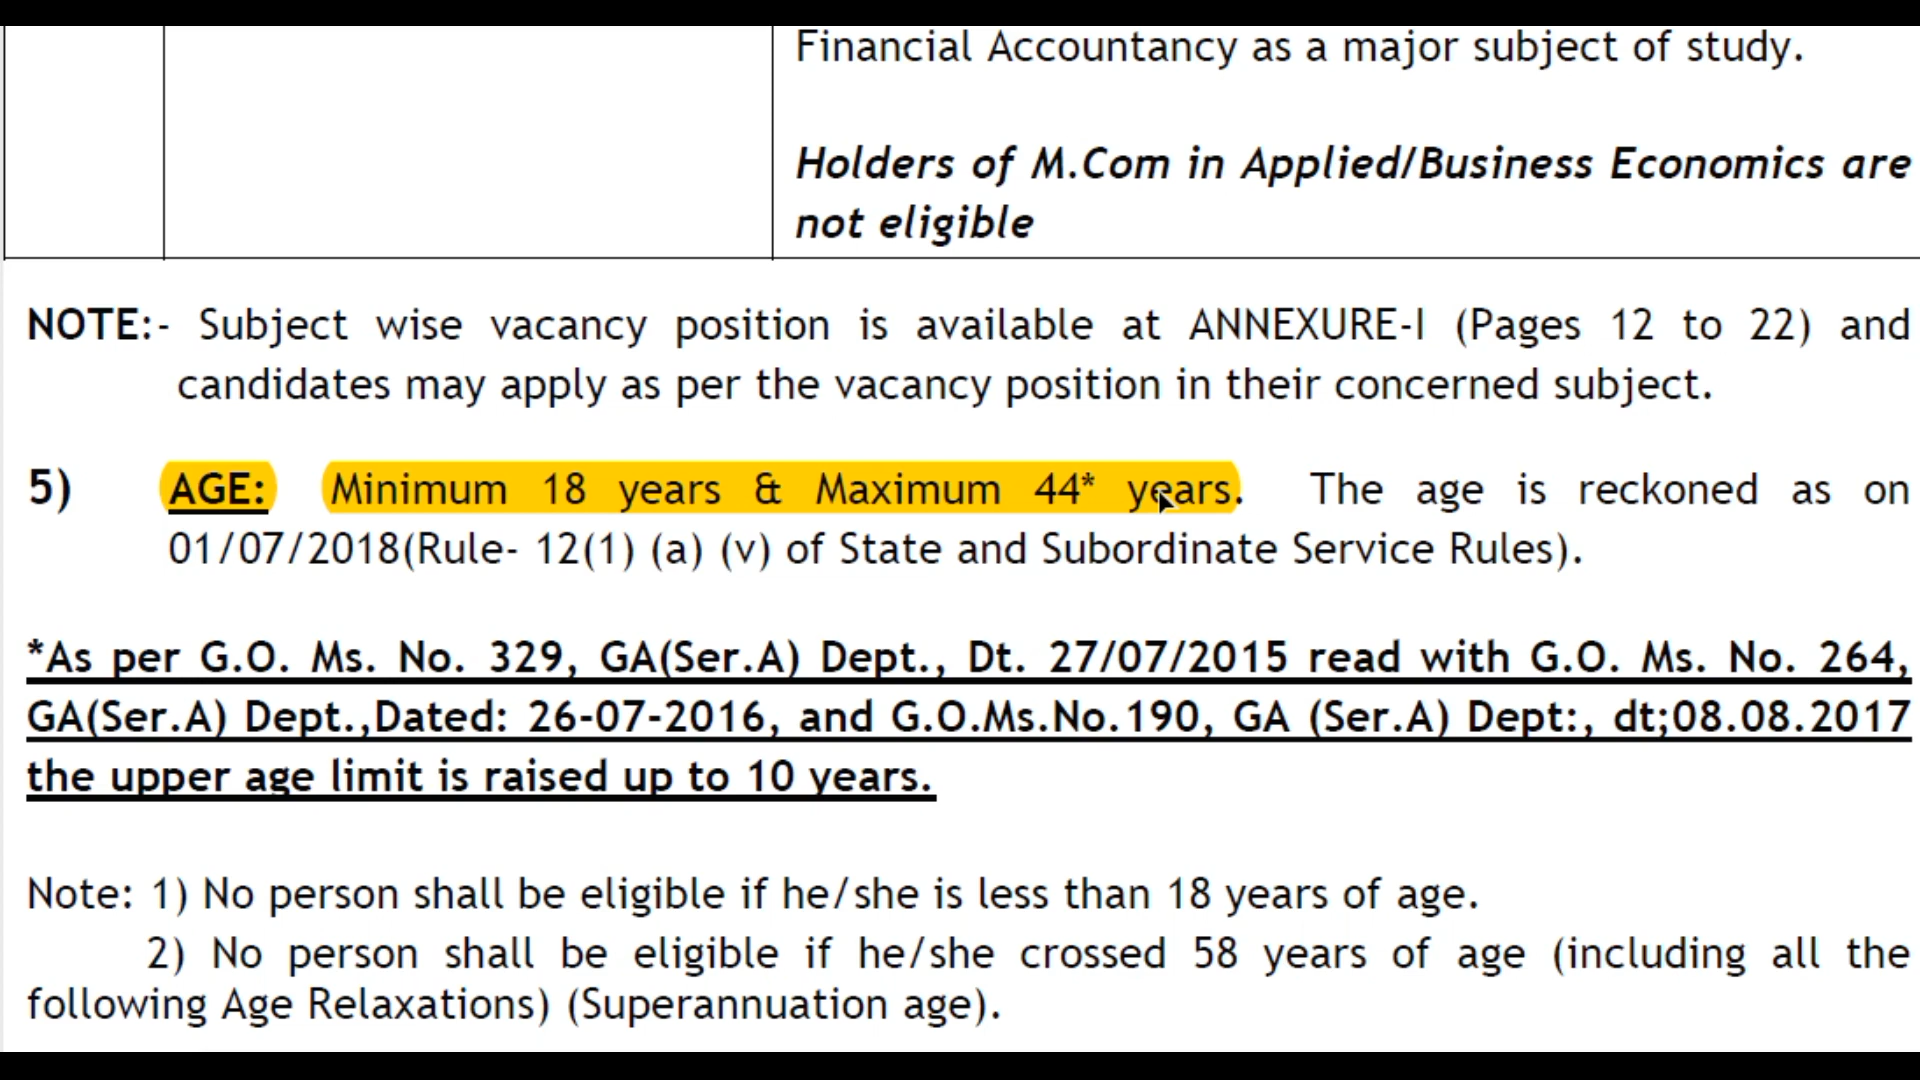 Financial Accountancy as a major subject of study.
Holders of M.Com in Applied/Business Economics are
not eligible
NOTE:- Subject wise vacancy position is available at ANNEXURE-I (Pages 12 to 22) and
candidates may apply as per the vacancy position in their concerned subject.
5) AGE: Minimum 18 years & Maximum 44* years. The age is reckoned as on
01/07/2018(Rule- 12(1) (a) (v) of State and Subordinate Service Rules).
*As per G.O. Ms. No. 329, GA(Ser.A) Dept., Dt. 27/07/2015 read with G.O. Ms. No. 264,
GA(Ser.A) Dept.,Dated: 26-07-2016, and G.O.Ms.No.190, GA (Ser.A) Dept:, dt;08.08.2017
the upper age limit is raised up to 10 years.
Note: 1) No person shall be eligible if he/she is less than 18 years of age.
2) No person shall be eligible if he/she crossed 58 years of age (including all the
following Age Relaxations) (Superannuation age).